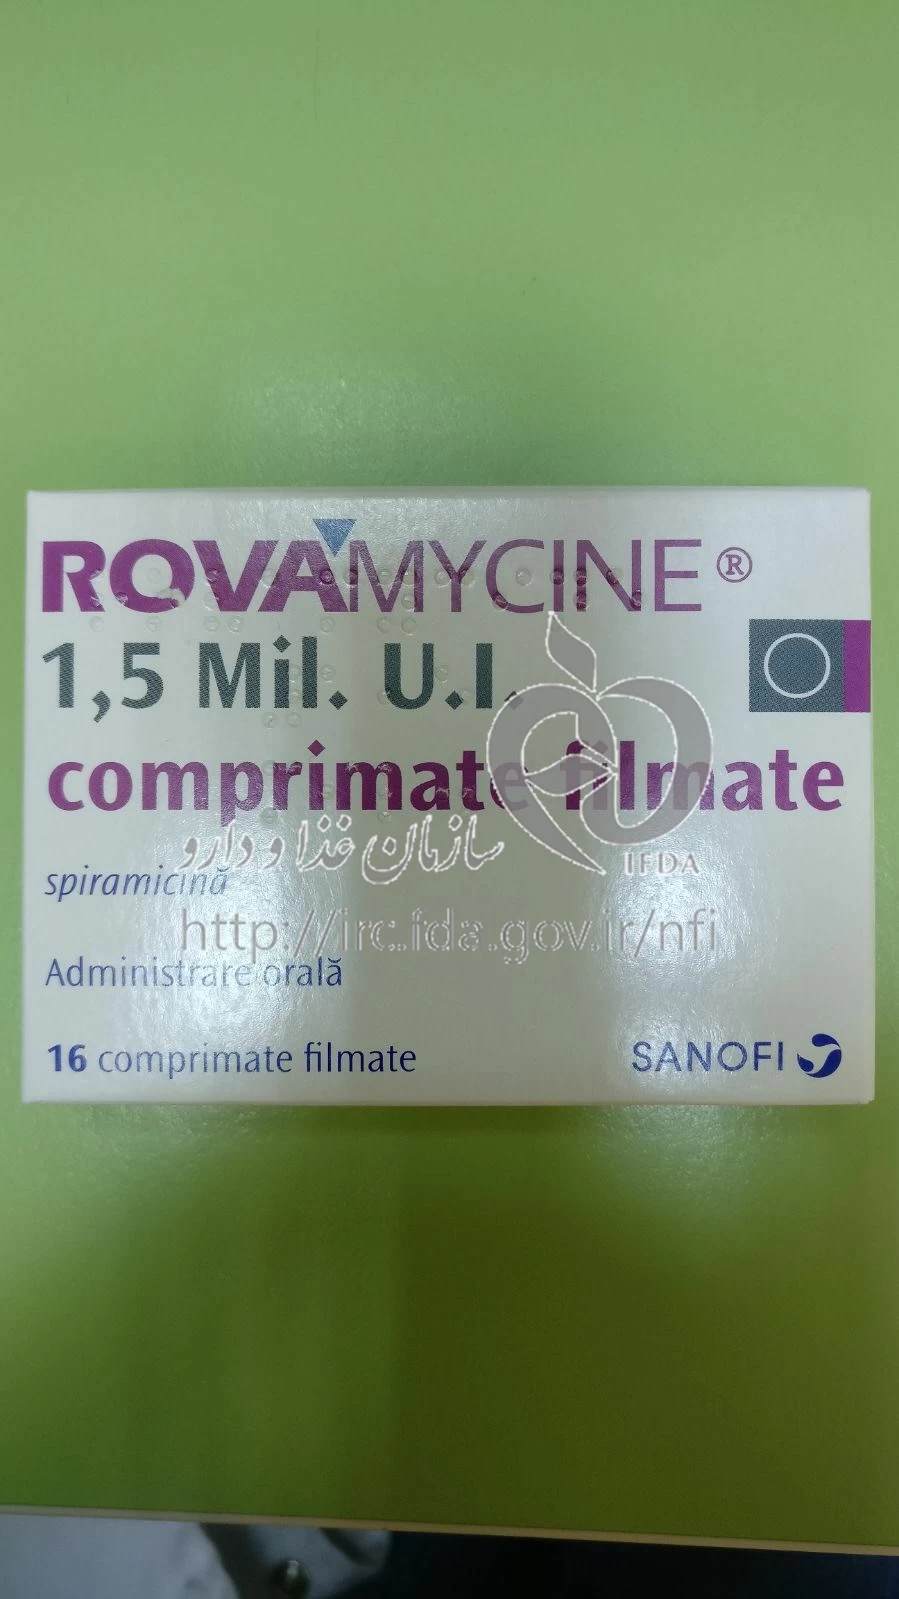 ROVAMYCINE®
1,5 Mil. U.I.
comprimate filmate
سازمان غذا و دارو
IFDA
spiramicină
http://irc.fda.gov.ir/nfi
Administrare orală
16 comprimate filmate
SANOFI